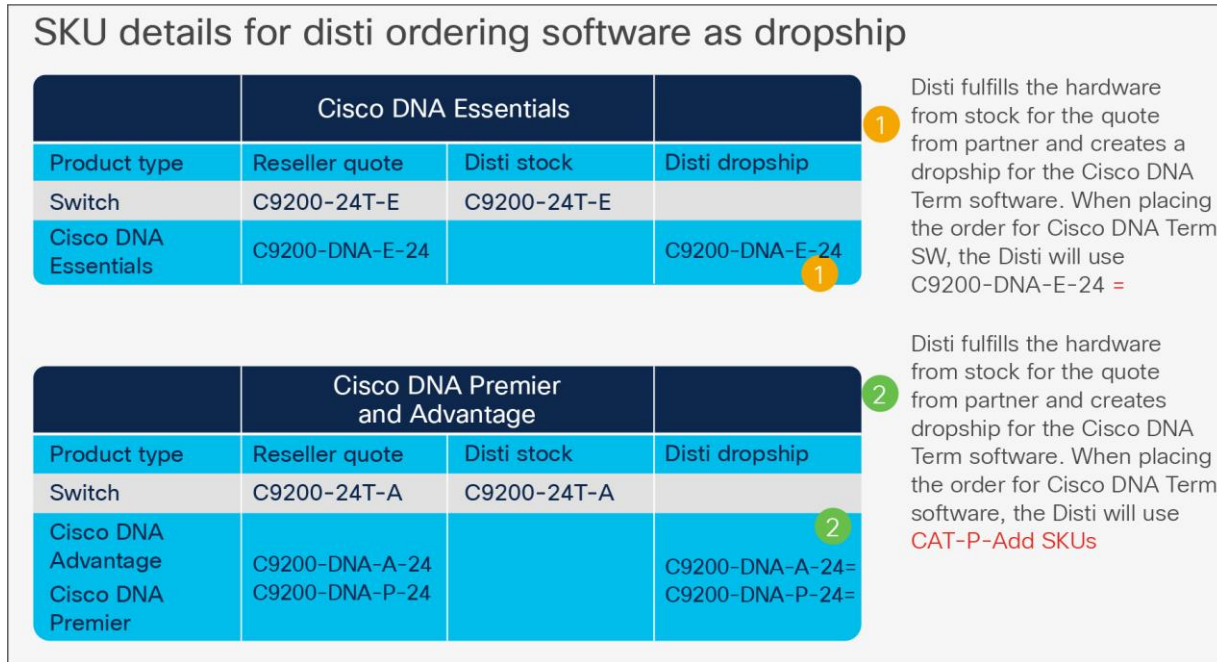 SKU details for disti ordering software as dropship
Cisco DNA Essentials
Product type Reseller quote Disti stock Disti dropship
Switch C9200-24T-E C9200-24T-E
Cisco DNA
Essentials
C9200-DNA-E-24 C9200-DNA-E-24
1
1
Disti fulfills the hardware
from stock for the quote
from partner and creates a
dropship for the Cisco DNA
Term software. When placing
the order for Cisco DNA Term
SW, the Disti will use
C9200-DNA-E-24 =
Cisco DNA Premier
and Advantage
Product type Reseller quote Disti stock Disti dropship
Switch C9200-24T-A C9200-24T-A
2
Cisco DNA
Advantage
C9200-DNA-A-24 C9200-DNA-A-24=
Cisco DNA
Premier
C9200-DNA-P-24 C9200-DNA-P-24=
2
Disti fulfills the hardware
from stock for the quote
from partner and creates
dropship for the Cisco DNA
Term software. When placing
the order for Cisco DNA Term
software, the Disti will use
CAT-P-Add SKUs